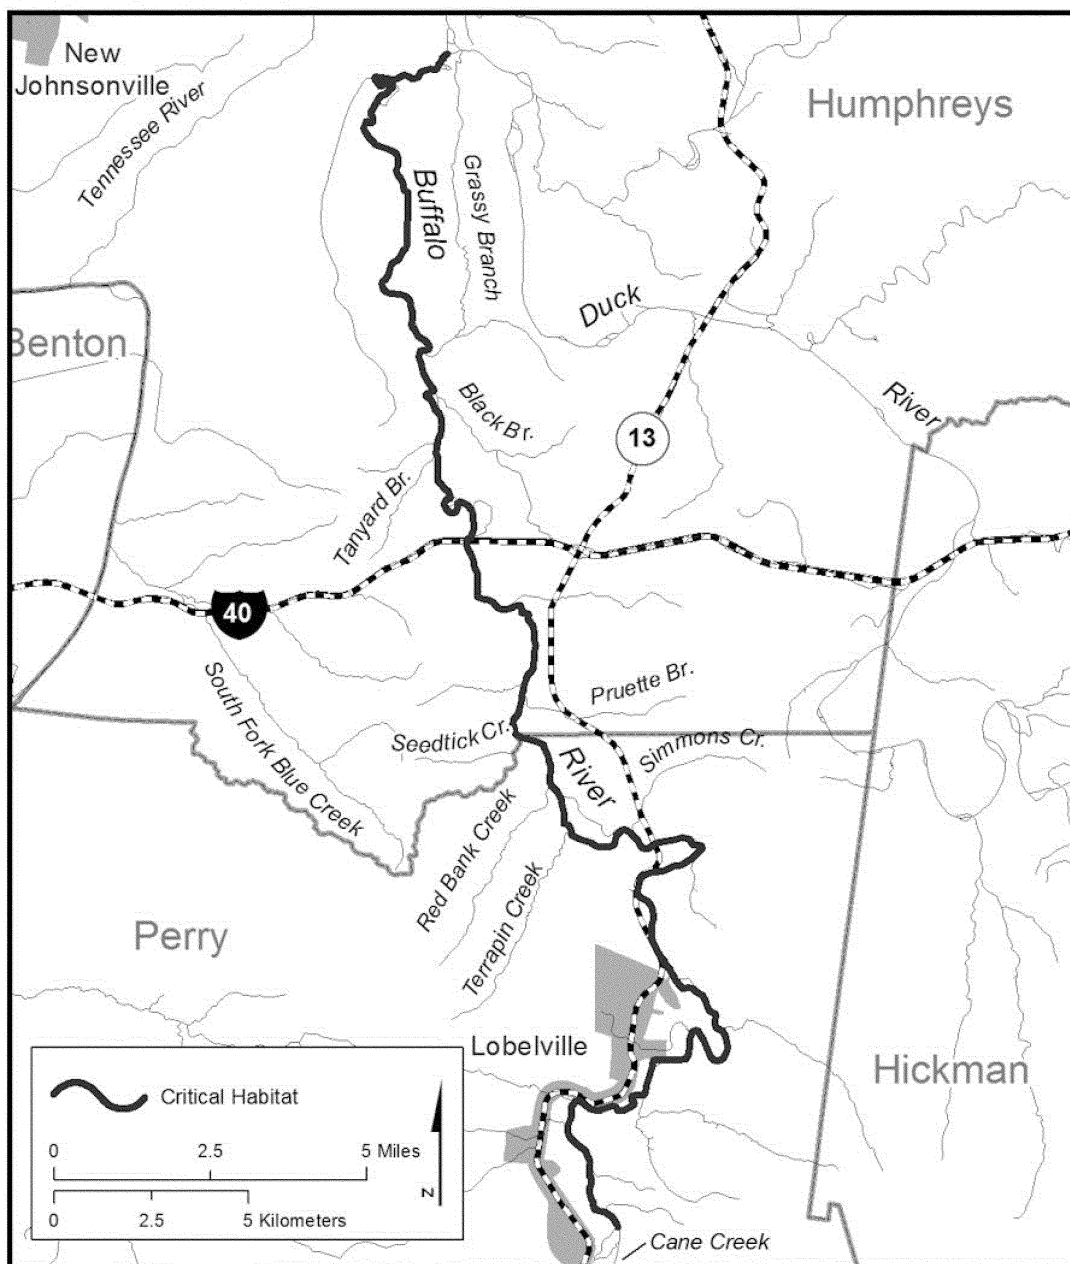 New
Johnsonville
Tennessee River
Humphreys
Buffalo
Grassy Branch
Duck
River
Benton
Black Br.
13
Tanyard Br.
40
South Fork Blue Creek
Pruette Br.
Seedtick Cr.
Simmons Cr.
River
Red Bank Creek
Terrapin Creek
Perry
Lobelville
Hickman
Critical Habitat
0 2.5 5 Miles
0 2.5 5 Kilometers
N
Cane Creek